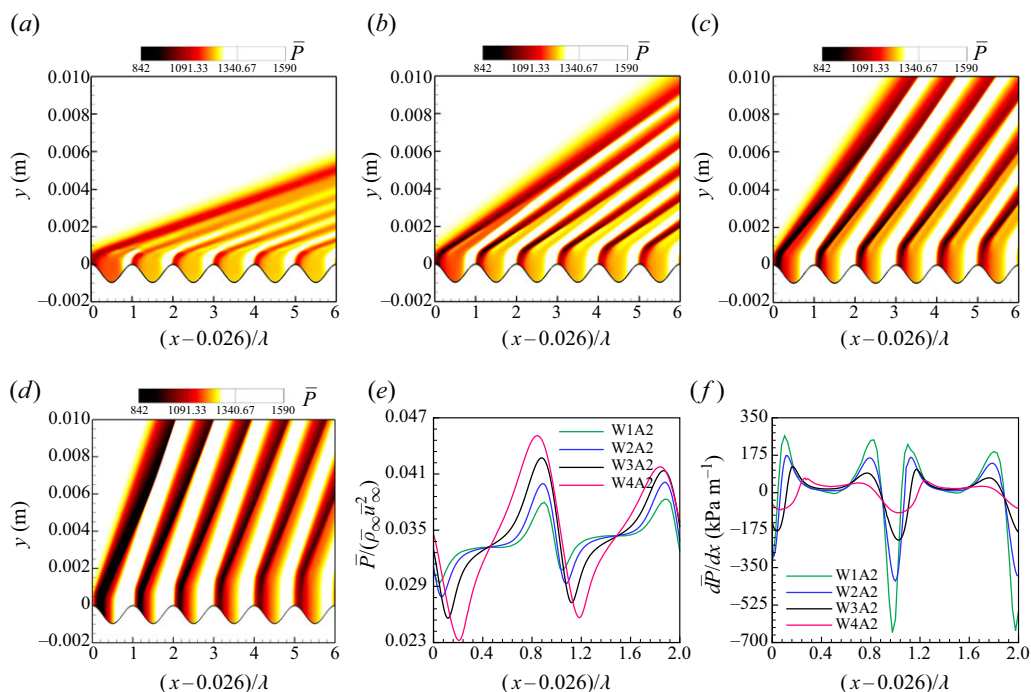 (a)
P̅
842 1091.33 1340.67 1590
0.010
0.008
0.006
0.004
0.002
0
−0.002
y (m)
0 1 2 3 4 5 6
(x−0.026)/λ
(b)
P̅
842 1091.33 1340.67 1590
0.010
0.008
0.006
0.004
0.002
0
−0.002
y (m)
0 1 2 3 4 5 6
(x−0.026)/λ
(c)
P̅
842 1091.33 1340.67 1590
0.010
0.008
0.006
0.004
0.002
0
−0.002
y (m)
0 1 2 3 4 5 6
(x−0.026)/λ
(d)
842 1091.33 1340.67 1590
P̅
0.010
0.008
0.006
0.004
0.002
0
−0.002
y (m)
0 1 2 3 4 5 6
(x−0.026)/λ
(e)
0.047
0.041
0.035
0.029
0.023
P̅/(ρ̅∞u̅²∞)
W1A2
W2A2
W3A2
W4A2
0 0.4 0.8 1.2 1.6 2.0
(x−0.026)/λ
(f)
350
175
0
−175
−350
−525
−700
dP̅/dx (kPa m⁻¹)
W1A2
W2A2
W3A2
W4A2
0 0.4 0.8 1.2 1.6 2.0
(x−0.026)/λ